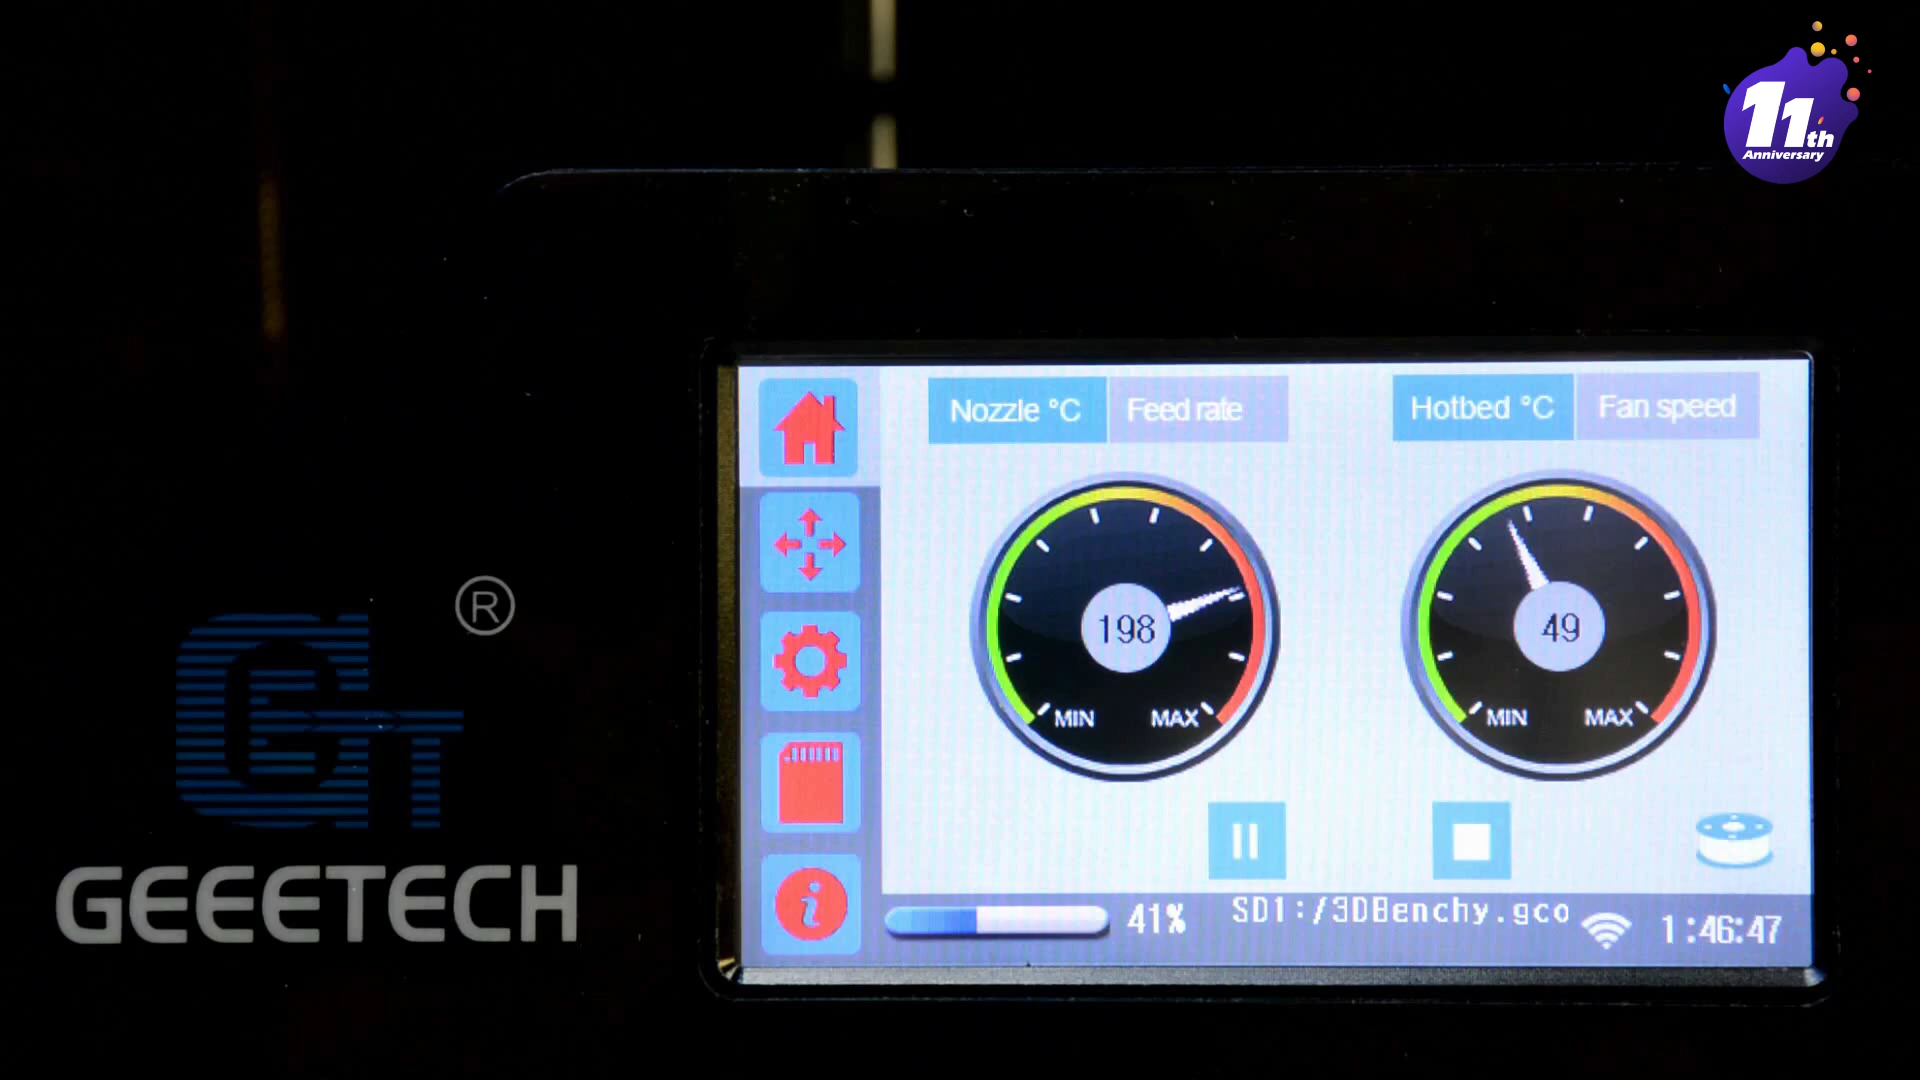 11th
Anniversary
Nozzle °C Feed rate
Hotbed °C Fan speed
198
MIN MAX
49
MIN MAX
®
GT
GEEETECH
41% SD1:/3DBenchy.gco 1:46:47